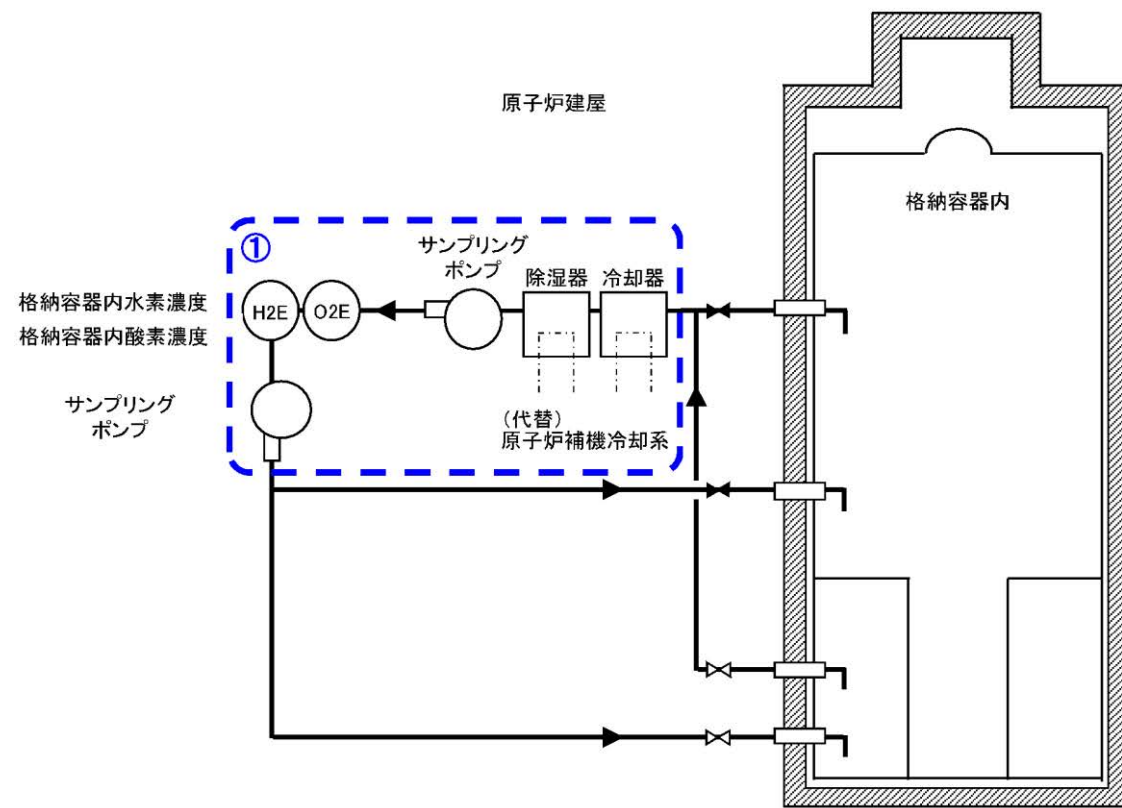 原子炉建屋
格納容器内
①
サンプリング
ポンプ
除湿器
冷却器
格納容器内水素濃度
格納容器内酸素濃度
H2E
O2E
サンプリング
ポンプ
(代替)
原子炉補機冷却系